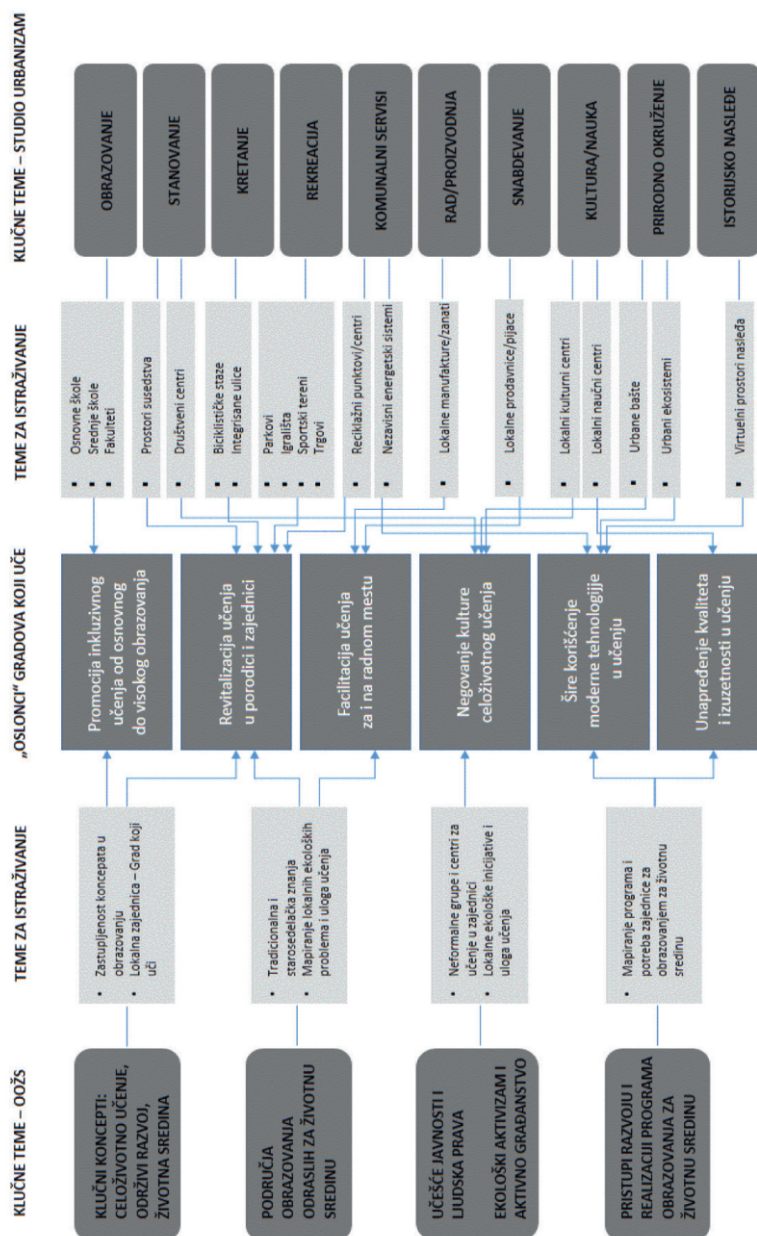 KLJUČNE TEME – OOŽS
KLJUČNI KONCEPTI:
CELOŽIVOTNO UČENJE,
ODRŽIVI RAZVOJ,
ŽIVOTNA SREDINA
PODRUČJA
OBRAZOVANJA
ODRASLIH ZA ŽIVOTNU
SREDINU
UČEŠĆE JAVNOSTI I
LJUDSKA PRAVA
EKOLOŠKI AKTIVIZAM I
AKTIVNO GRAĐANSTVO
PRISTUPI RAZVOJU I
REALIZACIJI PROGRAMA
OBRAZOVANJA ZA
ŽIVOTNU SREDINU
TEME ZA ISTRAŽIVANJE
▪ Zastupljenost koncepata u
obrazovanju
▪ Lokalna zajednica – Grad koji
uči
▪ Tradicionalna i
starosedelačka znanja
▪ Mapiranje lokalnih ekoloških
problema i uloga učenja
▪ Neformalne grupe i centri za
učenje u zajednici
▪ Lokalne ekološke inicijative i
uloga učenja
▪ Mapiranje programa i
potreba zajednice za
obrazovanjem za životnu
sredinu
„OSLONCI“ GRADOVA KOJI UČE
Promocija inkluzivnog
učenja od osnovnog
do visokog obrazovanja
Revitalizacija učenja
u porodici i zajednici
Facilitacija učenja
za i na radnom mestu
Negovanje kulture
celoživotnog učenja
Šire korišćenje
moderne tehnologijje
u učenju
Unapređenje kvaliteta
i izuzetnosti u učenju
TEME ZA ISTRAŽIVANJE
▪ Osnovne škole
▪ Srednje škole
▪ Fakulteti
▪ Prostori susedstva
▪ Društveni centri
▪ Biciklističke staze
▪ Integrisane ulice
▪ Parkovi
▪ Igrališta
▪ Sportski tereni
▪ Trgovi
▪ Reciklažni punktovi/centri
▪ Nezavisni energetski sistemi
▪ Lokalne manufakture/zanati
▪ Lokalne prodavnice/pijace
▪ Lokalni kulturni centri
▪ Lokalni naučni centri
▪ Urbane bašte
▪ Urbani ekosistemi
▪ Virtuelni prostori nasleđa
KLJUČNE TEME – STUDIO URBANIZAM
OBRAZOVANJE
STANOVANJE
KRETANJE
REKREACIJA
KOMUNALNI SERVISI
RAD/PROIZVODNJA
SNABDEVANJE
KULTURA/NAUKA
PRIRODNO OKRUŽENJE
ISTORIJSKO NASLEĐE